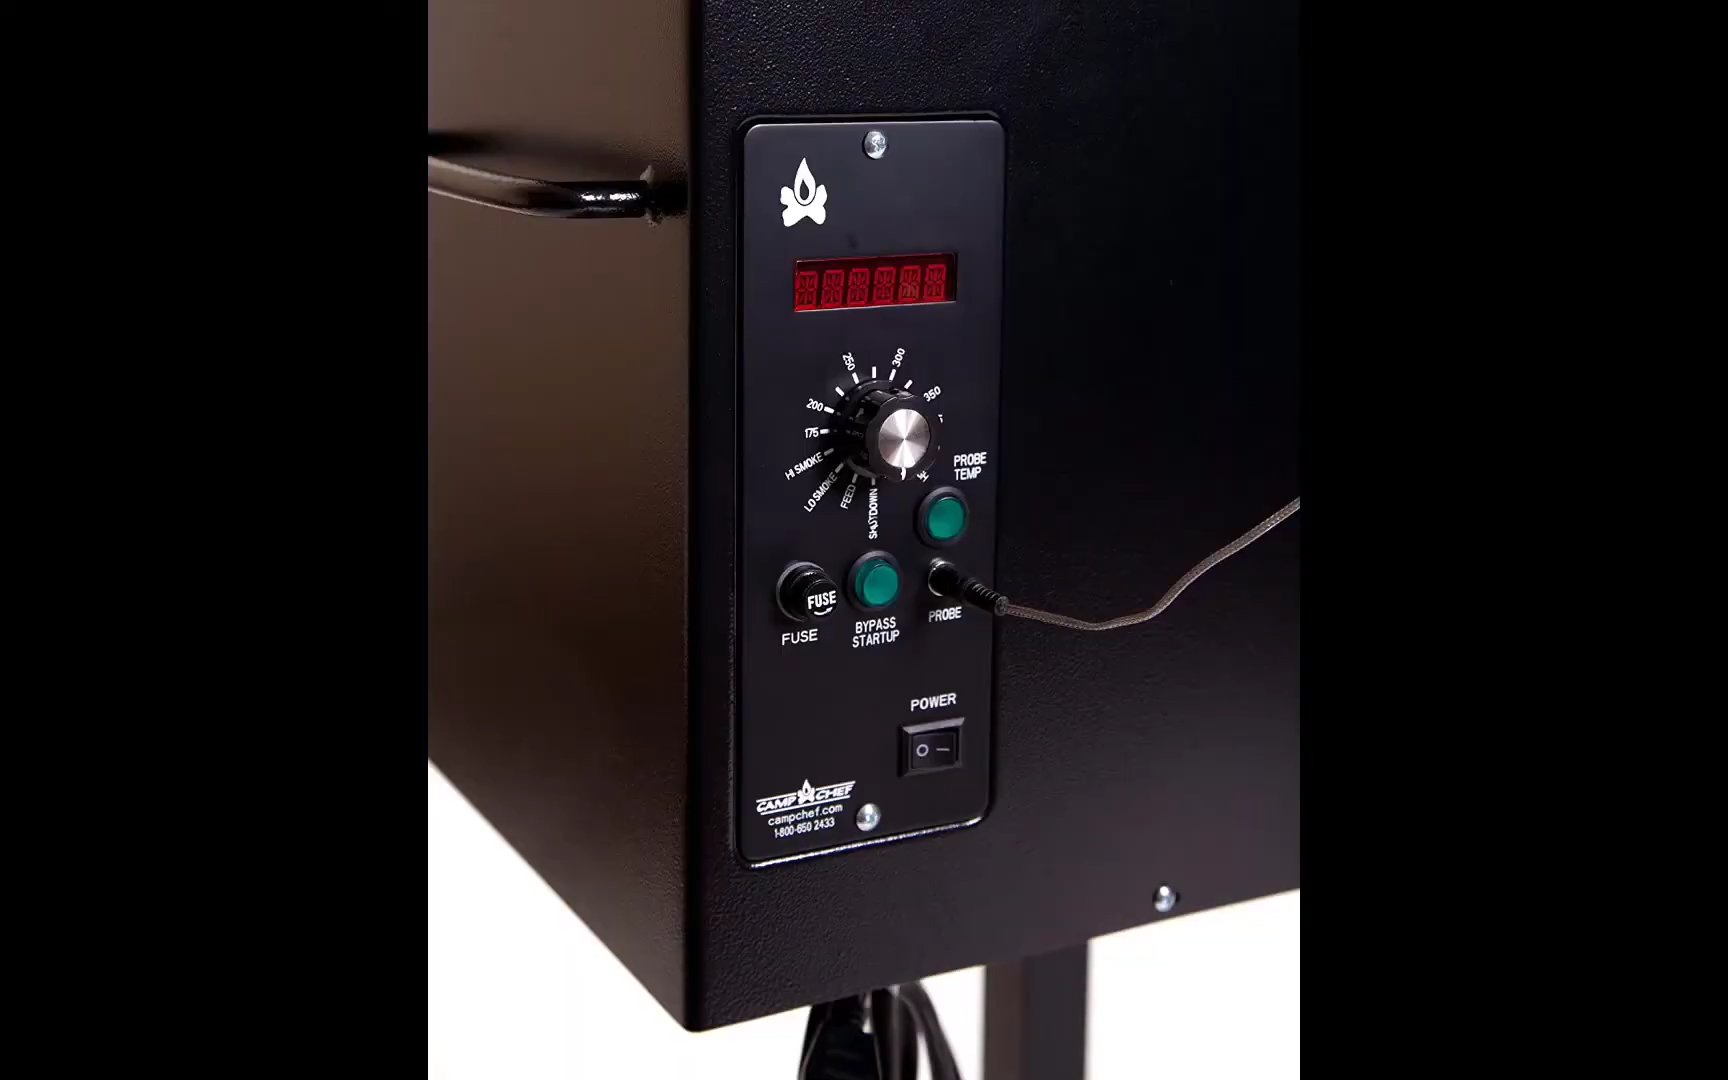 250
300
200
350
175
HI SMOKE
LO SMOKE
FEED
SHUTDOWN
PROBE
TEMP
FUSE
FUSE
BYPASS
STARTUP
PROBE
POWER
CAMP CHEF
campchef.com
1-800-650 2433